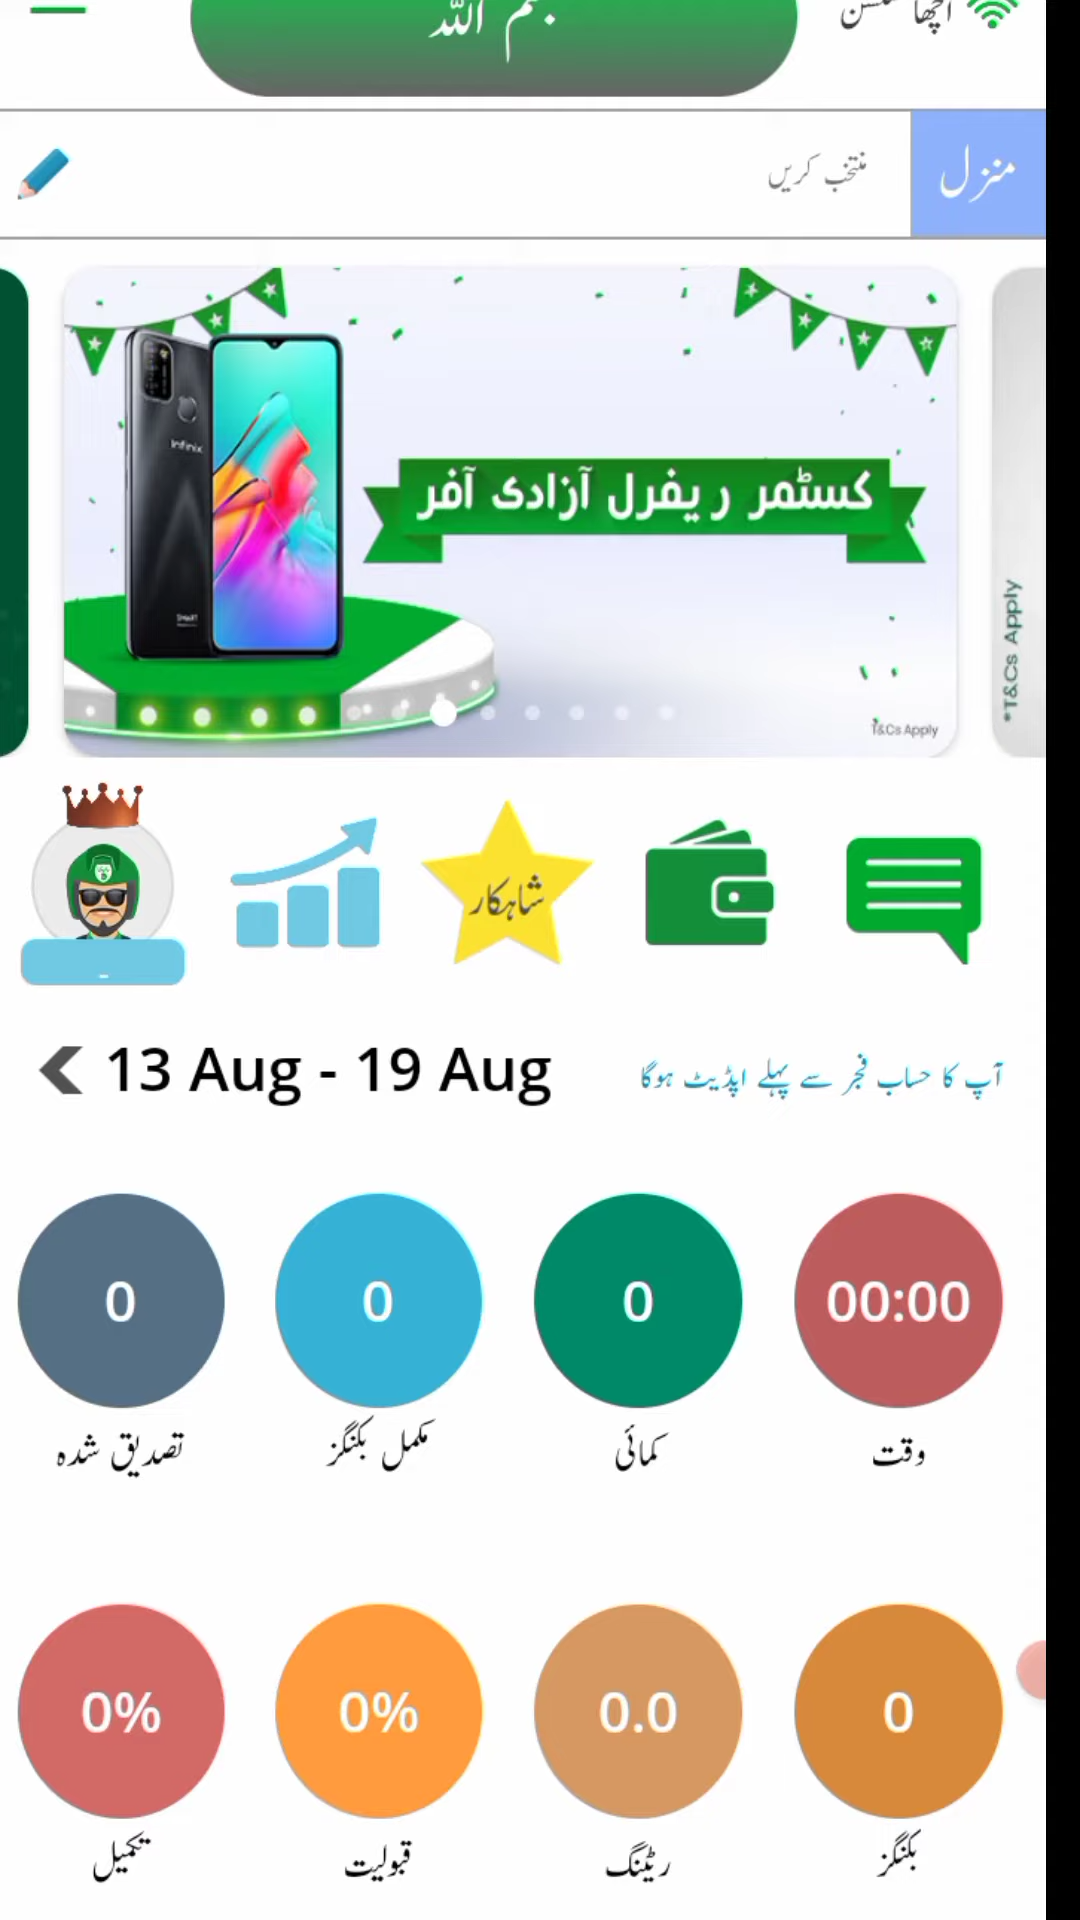 بسم اللہ
اچھا
منزل
منتخب کریں
Infinix
SMART
کسٹمر ریفرل آزادی آفر
T&Cs Apply
*T&Cs Apply
شاہکار
-
13 Aug - 19 Aug
آپ کا حساب فجر سے پہلے اپڈیٹ ہوگا
0
0
0
00:00
تصدیق شدہ
مکمل بکنگز
کمائی
وقت
0%
0%
0.0
0
تکمیل
قبولیت
ریٹنگ
بکنگز